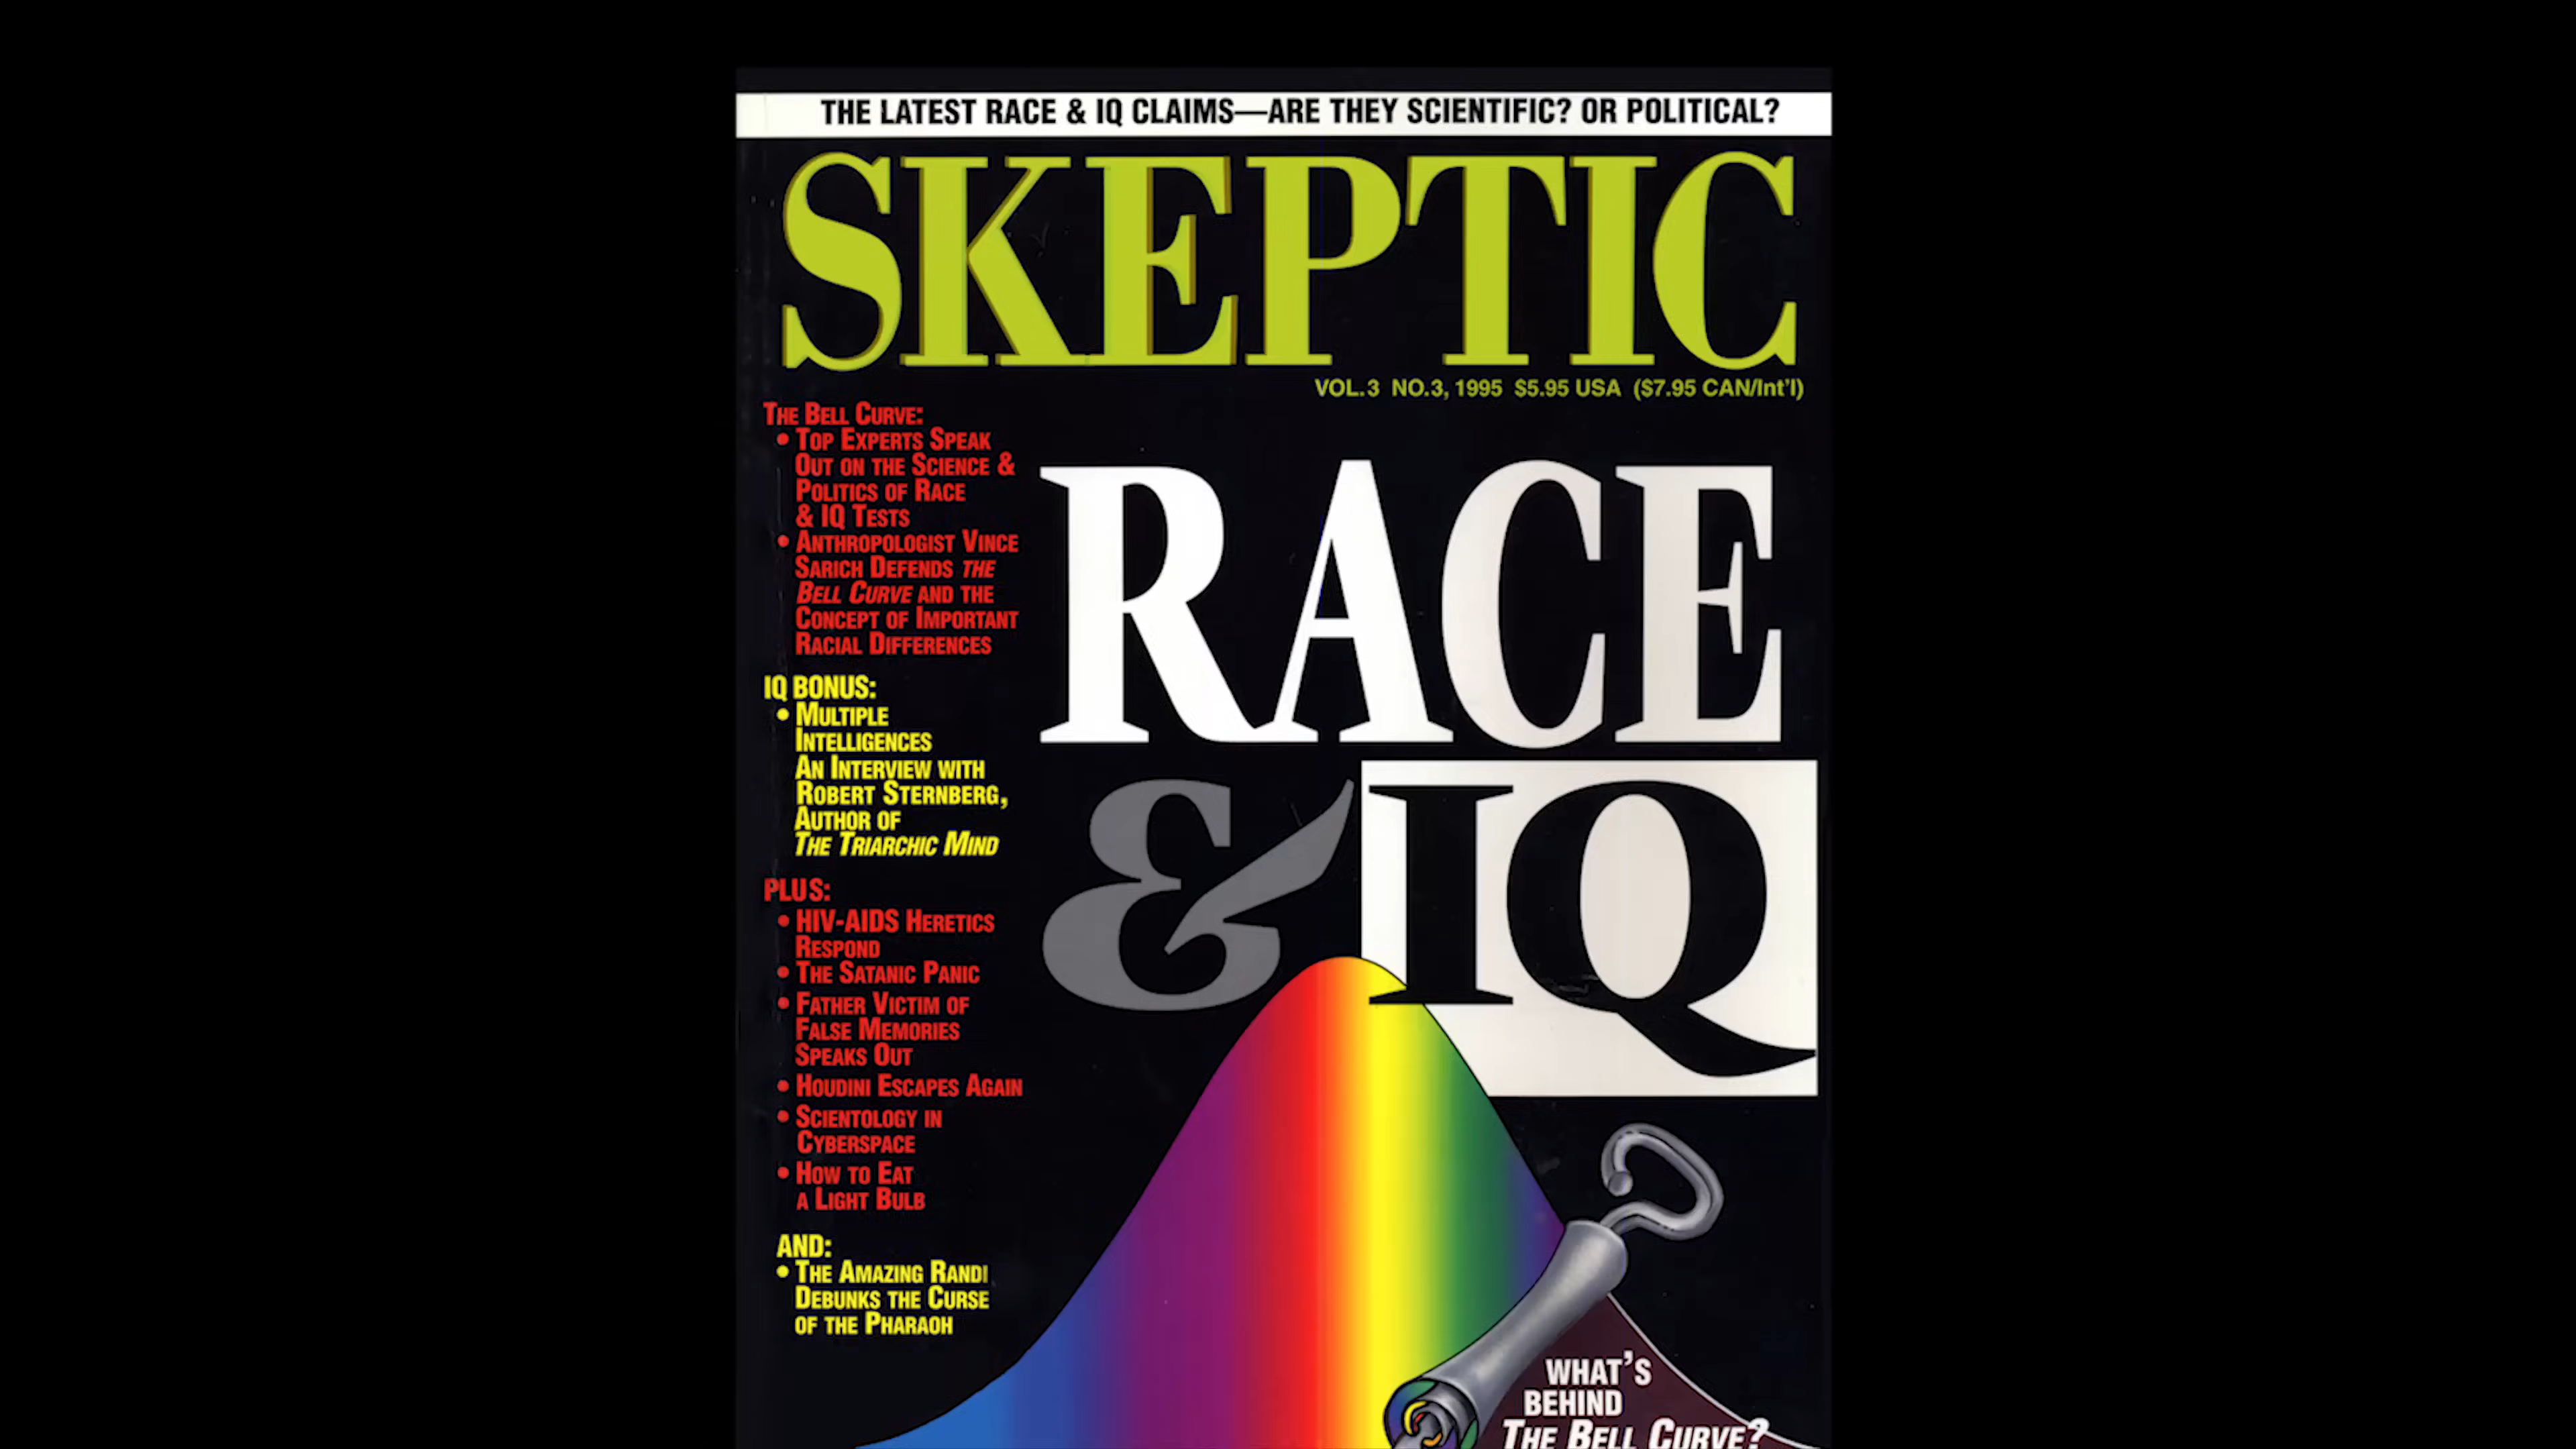 THE LATEST RACE & IQ CLAIMS—ARE THEY SCIENTIFIC? OR POLITICAL?
SKEPTIC
VOL.3 NO.3, 1995 $5.95 USA ($7.95 CAN/Int'l)
THE BELL CURVE:
• TOP EXPERTS SPEAK
OUT ON THE SCIENCE &
POLITICS OF RACE
& IQ TESTS
• ANTHROPOLOGIST VINCE
SARICH DEFENDS THE
BELL CURVE AND THE
CONCEPT OF IMPORTANT
RACIAL DIFFERENCES
IQ BONUS:
• MULTIPLE
INTELLIGENCES
AN INTERVIEW WITH
ROBERT STERNBERG,
AUTHOR OF
THE TRIARCHIC MIND
PLUS:
• HIV-AIDS HERETICS
RESPOND
• THE SATANIC PANIC
• FATHER VICTIM OF
FALSE MEMORIES
SPEAKS OUT
• HOUDINI ESCAPES AGAIN
• SCIENTOLOGY IN
CYBERSPACE
• HOW TO EAT
A LIGHT BULB
AND:
• THE AMAZING RANDI
DEBUNKS THE CURSE
OF THE PHARAOH
RACE
& IQ
WHAT'S
BEHIND
THE BELL CURVE?